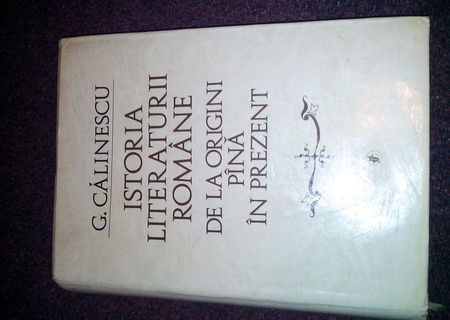 G. CĂLINESCU
ISTORIA
LITERATURII
ROMÂNE
DE LA ORIGINI
PÎNĂ
ÎN PREZENT